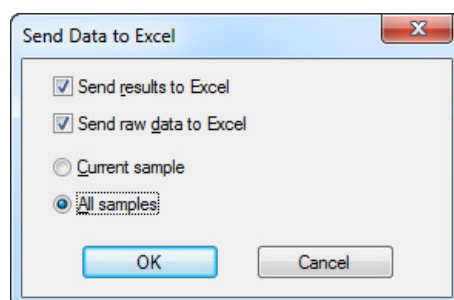 Send Data to Excel
Send results to Excel
Send raw data to Excel
Current sample
All samples
OK Cancel